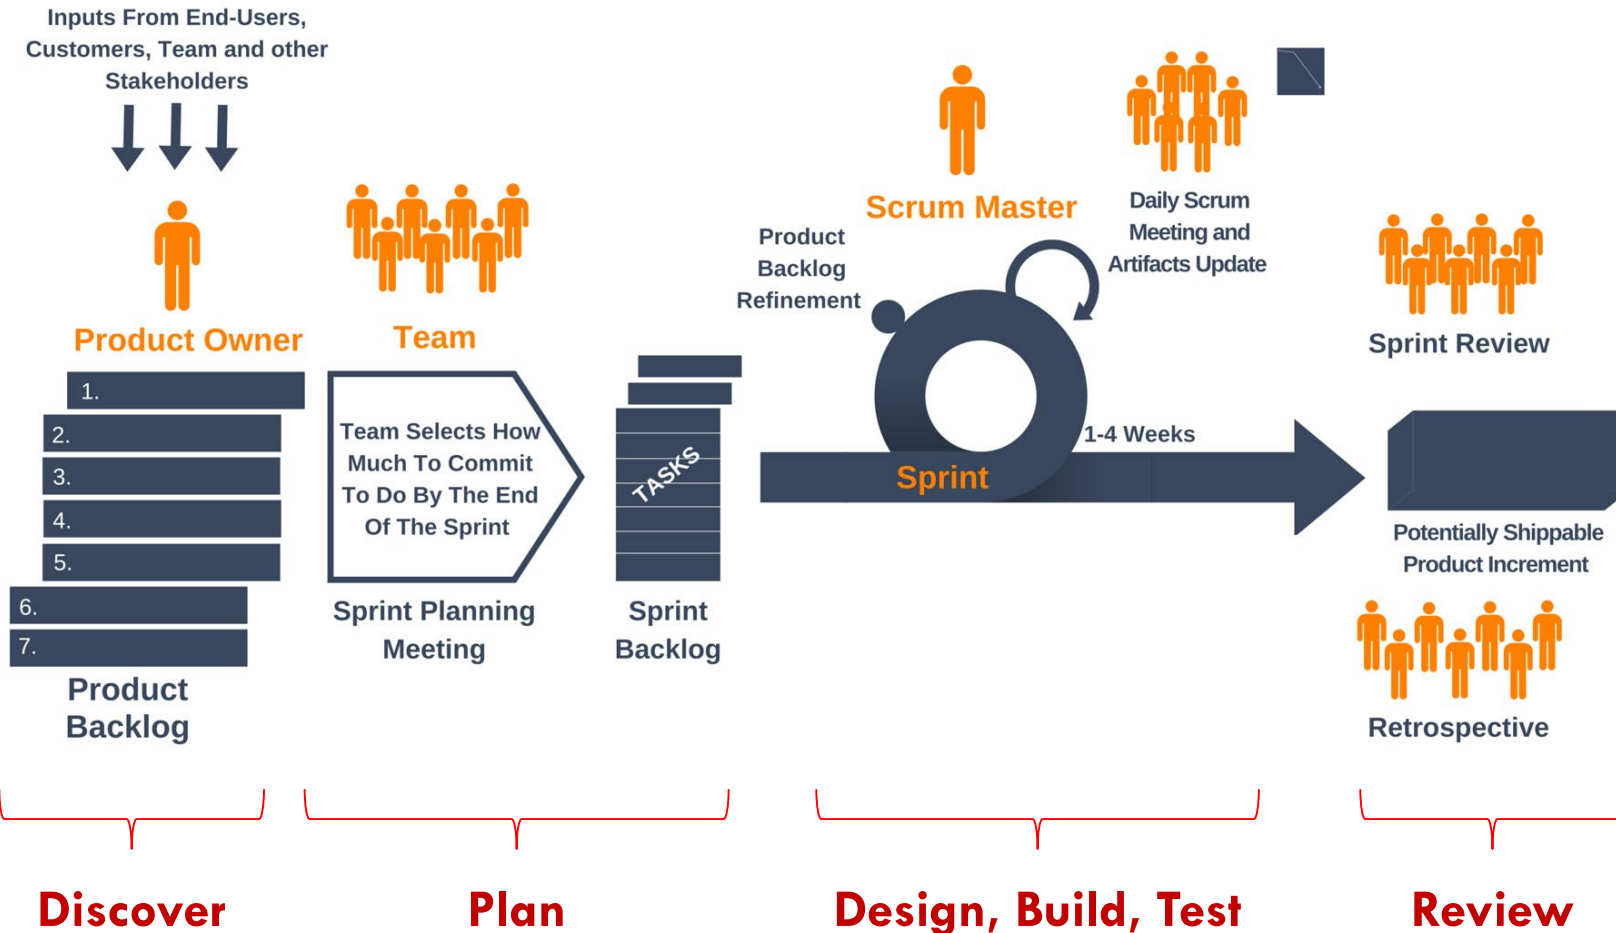 Inputs From End-Users,
Customers, Team and other
Stakeholders
Product Owner
1.
2.
3.
4.
5.
6.
7.
Product
Backlog
Team
Team Selects How
Much To Commit
To Do By The End
Of The Sprint
Sprint Planning
Meeting
TASKS
Sprint
Backlog
Product
Backlog
Refinement
Scrum Master
Daily Scrum
Meeting and
Artifacts Update
Sprint
1-4 Weeks
Sprint Review
Potentially Shippable
Product Increment
Retrospective
Discover
Plan
Design, Build, Test
Review